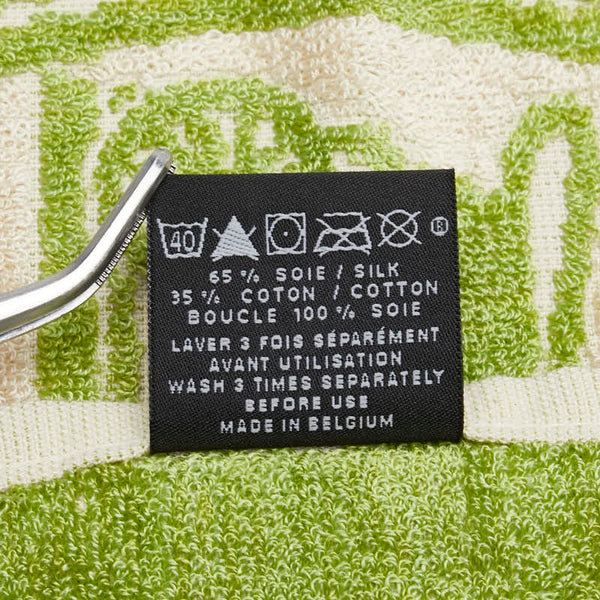 40
65 % SOIE / SILK
35 % COTON / COTTON
BOUCLE 100 % SOIE
LAVER 3 FOIS SÉPARÉMENT
AVANT UTILISATION
WASH 3 TIMES SEPARATELY
BEFORE USE
MADE IN BELGIUM